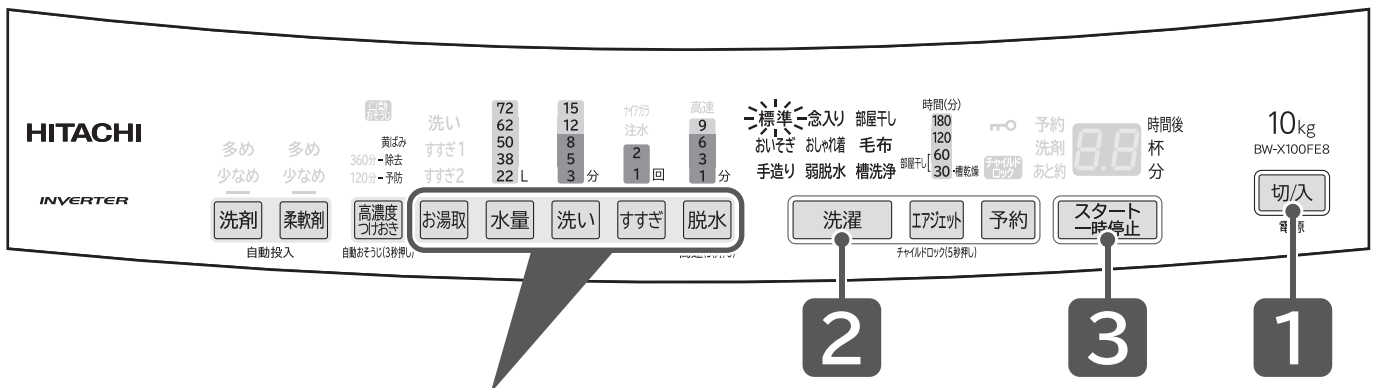 HITACHI
INVERTER
多め 多め
少なめ 少なめ
洗剤 柔軟剤
自動投入
自動おそうじ
黄ばみ
360分-除去
120分-予防
高濃度
つけおき
自動おそうじ(3秒押し)
洗い
すすぎ1
すすぎ2
お湯取
72
62
50
38
22 L
水量
15
12
8
5
3 分
洗い
ナイアガラ
注水
2
1 回
すすぎ
高速
9
6
3
1 分
脱水
標準 念入り 部屋干し
おいそぎ おしゃれ着 毛布
手造り 弱脱水 槽洗浄
洗濯
時間(分)
180
120
60
部屋干し[ 30・槽乾燥
エアジェット
チャイルドロック(5秒押し)
チャイルド
ロック
予約
予約
洗剤
あと約
8.8
時間後
杯
分
スタート
一時停止
10kg
BW-X100FE8
切/入
電源
2
3
1